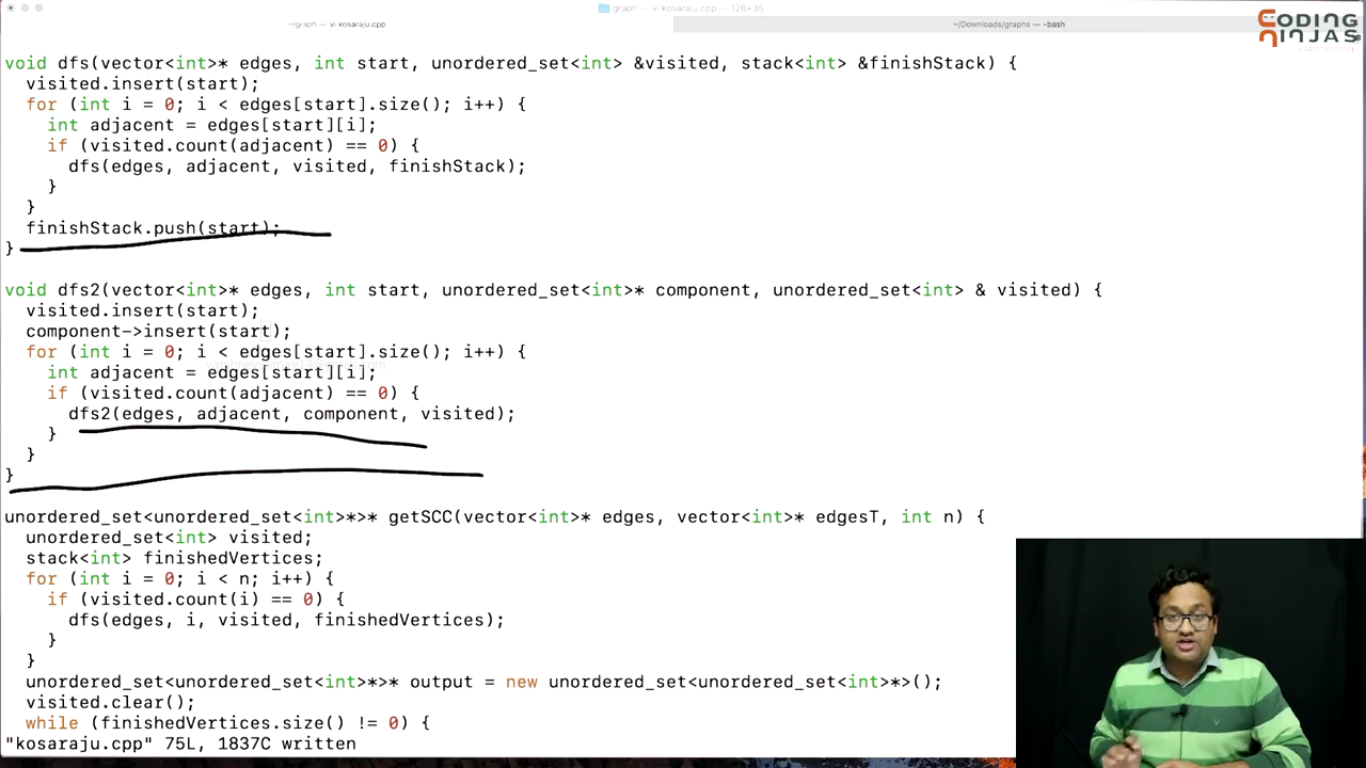 graph — vi kosaraju.cpp — 126×35
~/graph — vi kosaraju.cpp
~/Downloads/graphs — -bash
CODING
NINJAS
void dfs(vector<int>* edges, int start, unordered_set<int> &visited, stack<int> &finishStack) {
visited.insert(start);
for (int i = 0; i < edges[start].size(); i++) {
int adjacent = edges[start][i];
if (visited.count(adjacent) == 0) {
dfs(edges, adjacent, visited, finishStack);
}
}
finishStack.push(start);
}
void dfs2(vector<int>* edges, int start, unordered_set<int>* component, unordered_set<int> & visited) {
visited.insert(start);
component->insert(start);
for (int i = 0; i < edges[start].size(); i++) {
int adjacent = edges[start][i];
if (visited.count(adjacent) == 0) {
dfs2(edges, adjacent, component, visited);
}
}
}
unordered_set<unordered_set<int>*>* getSCC(vector<int>* edges, vector<int>* edgesT, int n) {
unordered_set<int> visited;
stack<int> finishedVertices;
for (int i = 0; i < n; i++) {
if (visited.count(i) == 0) {
dfs(edges, i, visited, finishedVertices);
}
}
unordered_set<unordered_set<int>*>* output = new unordered_set<unordered_set<int>*>();
visited.clear();
while (finishedVertices.size() != 0) {
"kosaraju.cpp" 75L, 1837C written